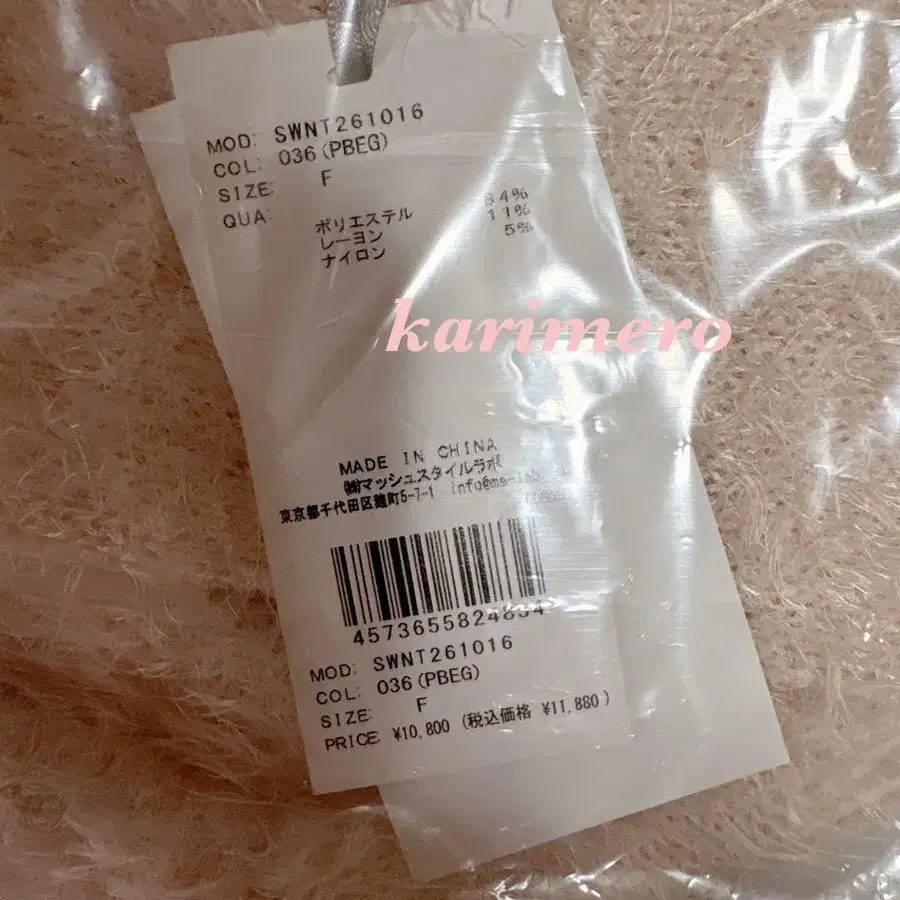 MOD: SWNT261016
COL: 036(PBEG)
SIZE: F
QUA: ポリエステル 84%
レーヨン 11%
ナイロン 5%
karimero
MADE IN CHINA
㈱マッシュスタイルラボ
東京都千代田区麹町5-7-1
4573655824834
MOD: SWNT261016
COL: 036(PBEG)
SIZE: F
PRICE: ¥10,800 (税込価格 ¥11,880)